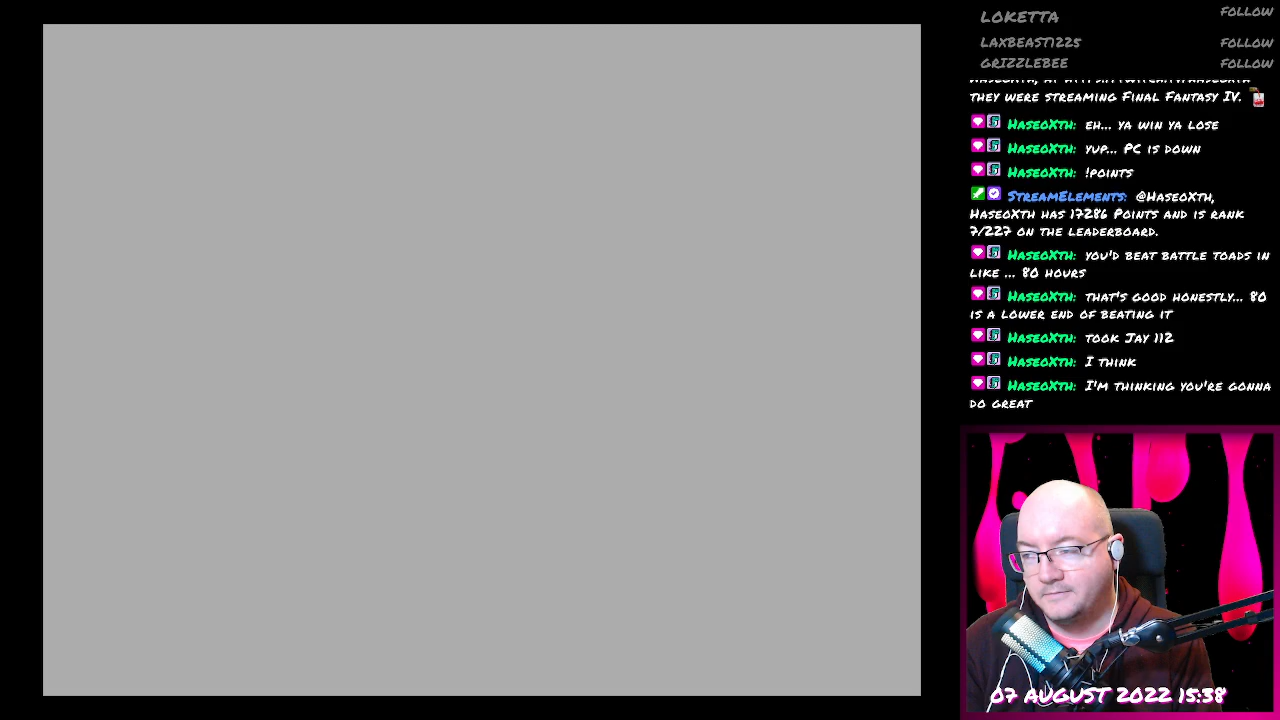 LOKETTA FOLLOW
LAXBEAST1225 FOLLOW
GRIZZLEBEE FOLLOW
THEY WERE STREAMING FINAL FANTASY IV.
HASEOXTH: EH... YA WIN YA LOSE
HASEOXTH: YUP... PC IS DOWN
HASEOXTH: !POINTS
STREAMELEMENTS: @HASEOXTH,
HASEOXTH HAS 17286 POINTS AND IS RANK
7/227 ON THE LEADERBOARD.
HASEOXTH: YOU'D BEAT BATTLE TOADS IN
LIKE ... 80 HOURS
HASEOXTH: THAT'S GOOD HONESTLY... 80
IS A LOWER END OF BEATING IT
HASEOXTH: TOOK JAY 112
HASEOXTH: I THINK
HASEOXTH: I'M THINKING YOU'RE GONNA
DO GREAT
07 AUGUST 2022 15:38